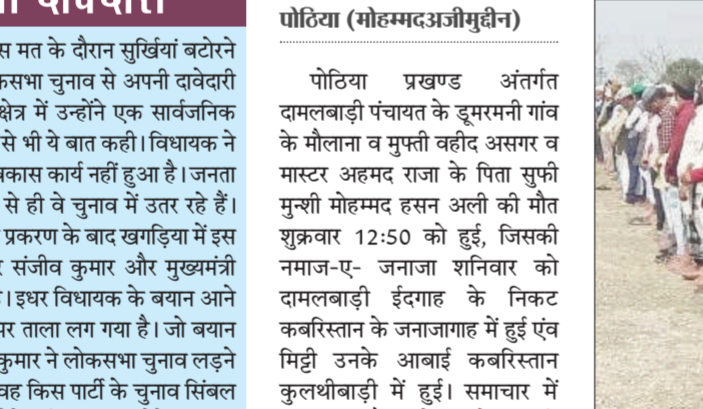 मत के दौरान सुर्खियां बटोरने
चुनाव से अपनी दावेदारी
क्षेत्र में उन्होंने एक सार्वजनिक
से भी ये बात कही। विधायक ने
कार्य नहीं हुआ है। जनता
से ही वे चुनाव में उतर रहे हैं।
प्रकरण के बाद खगड़िया में इस
संजीव कुमार और मुख्यमंत्री
। इधर विधायक के बयान आने
ताला लग गया है। जो बयान
कुमार ने लोकसभा चुनाव लड़ने
वह किस पार्टी के चुनाव सिंबल
पोठिया (मोहम्मदअजीमुद्दीन)
पोठिया प्रखण्ड अंतर्गत
दामलबाड़ी पंचायत के डूमरमनी गांव
के मौलाना व मुफ्ती वहीद असगर व
मास्टर अहमद राजा के पिता सुफी
मुन्शी मोहम्मद हसन अली की मौत
शुक्रवार 12:50 को हुई, जिसकी
नमाज-ए- जनाजा शनिवार को
दामलबाड़ी ईदगाह के निकट
कबरिस्तान के जनाजागाह में हुई एंव
मिट्टी उनके आबाई कबरिस्तान
कुलथीबाड़ी में हुई। समाचार में